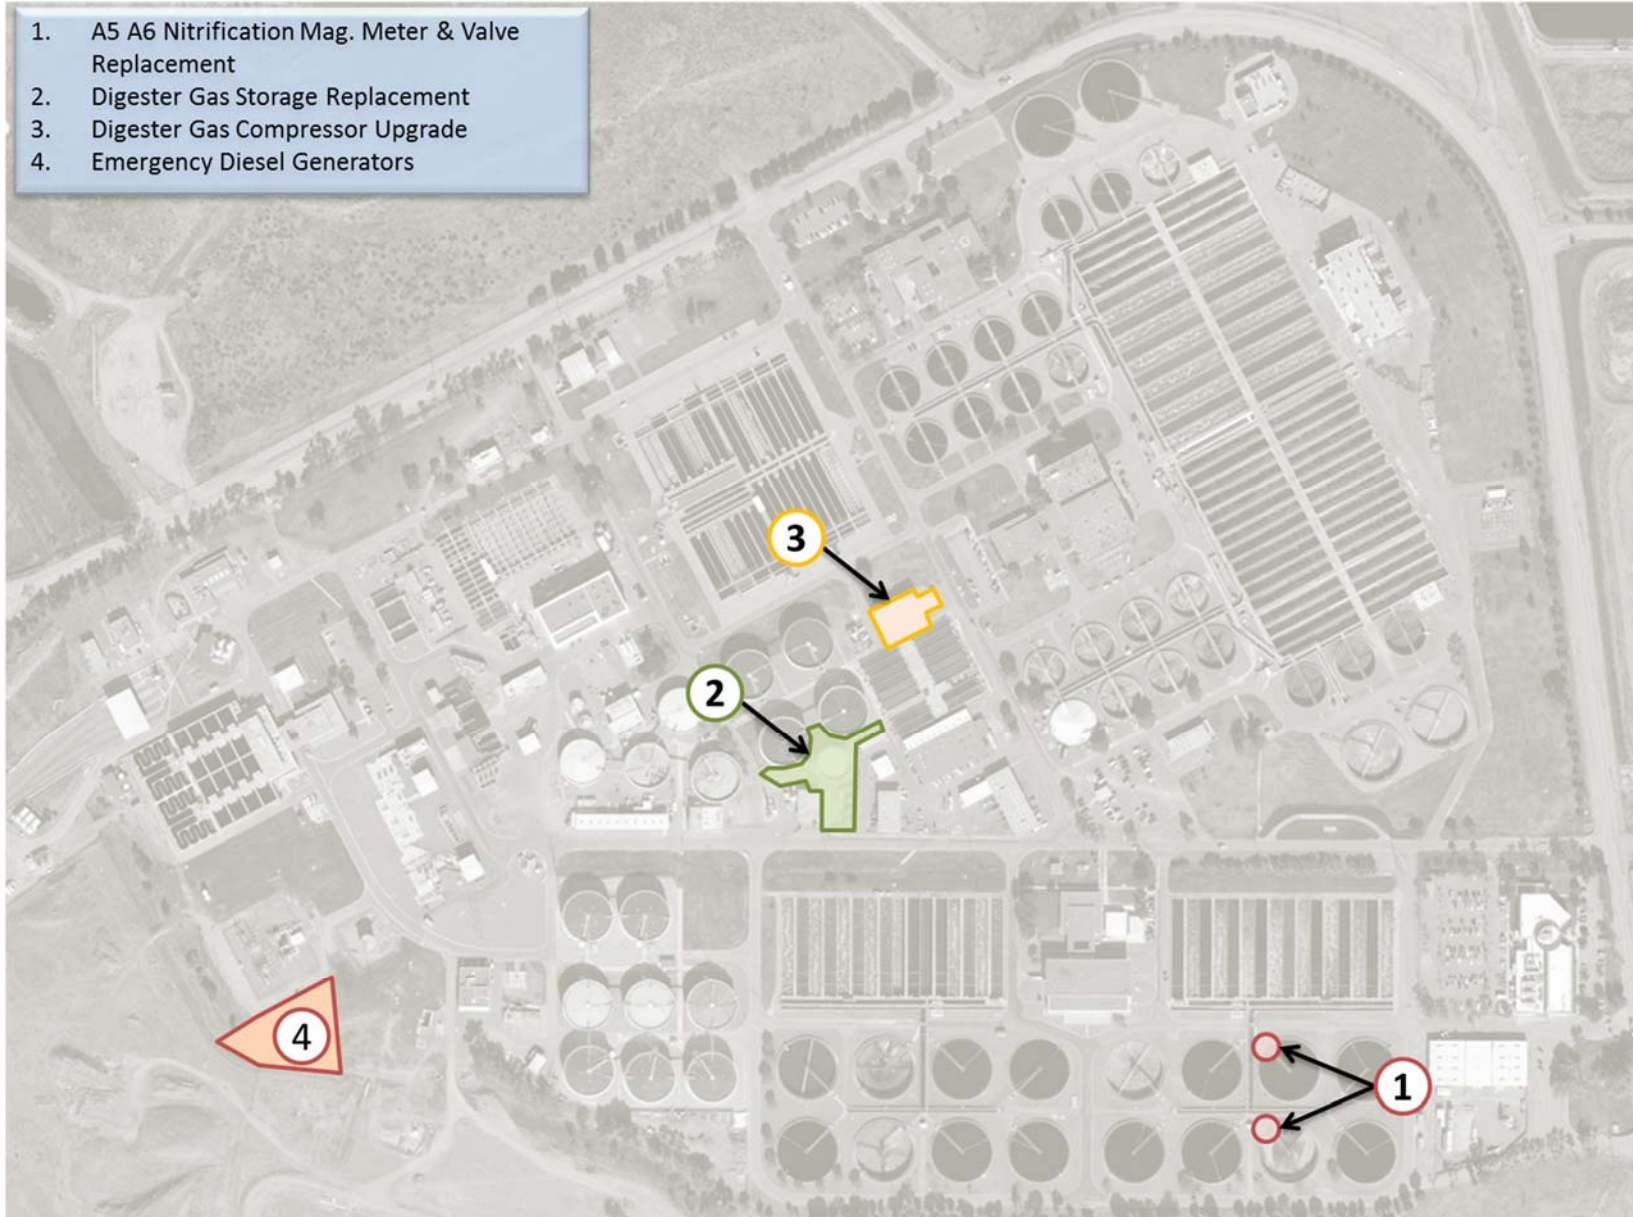 1. A5 A6 Nitrification Mag. Meter & Valve
Replacement
2. Digester Gas Storage Replacement
3. Digester Gas Compressor Upgrade
4. Emergency Diesel Generators
3
2
4
1